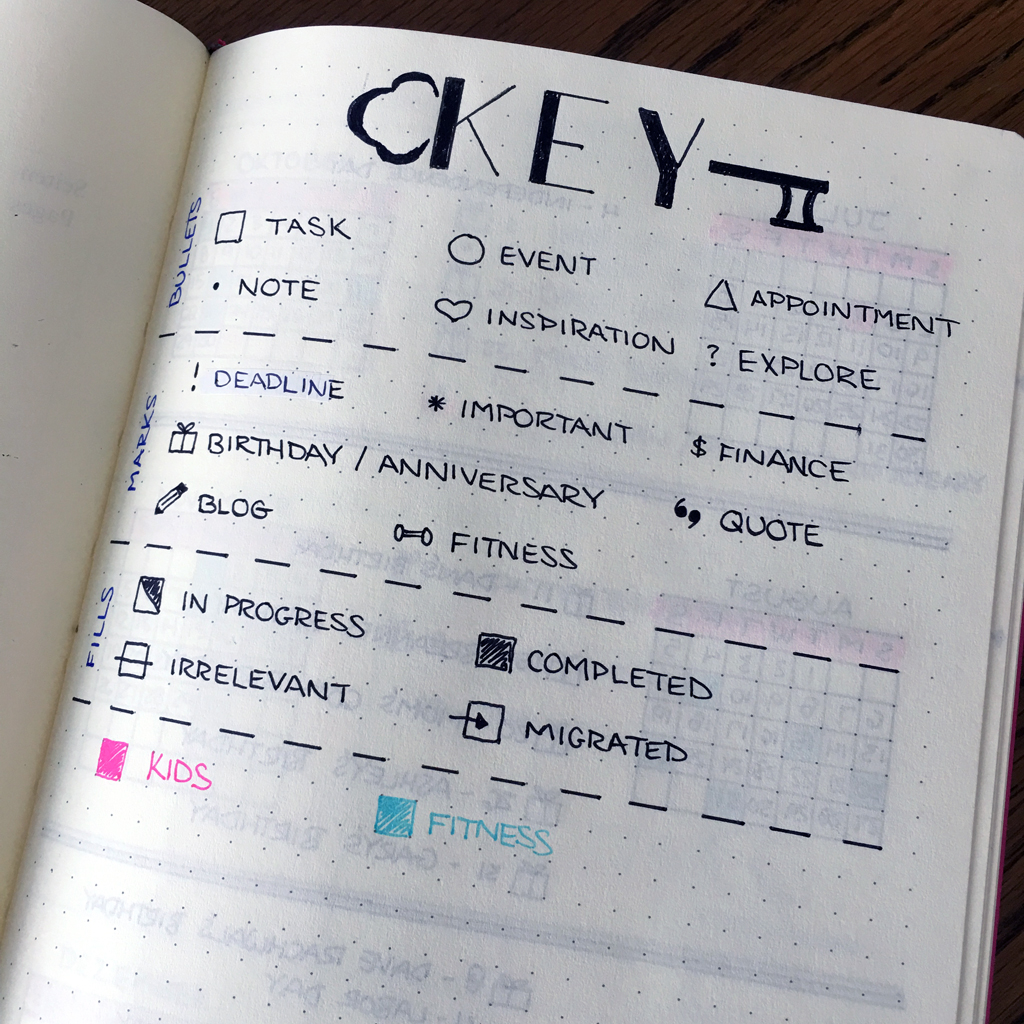 KEY
BULLETS
TASK
EVENT
APPOINTMENT
• NOTE
INSPIRATION
? EXPLORE
MARKS
! DEADLINE
* IMPORTANT
$ FINANCE
BIRTHDAY / ANNIVERSARY
❝ QUOTE
BLOG
FITNESS
FILLS
IN PROGRESS
COMPLETED
IRRELEVANT
MIGRATED
KIDS
FITNESS